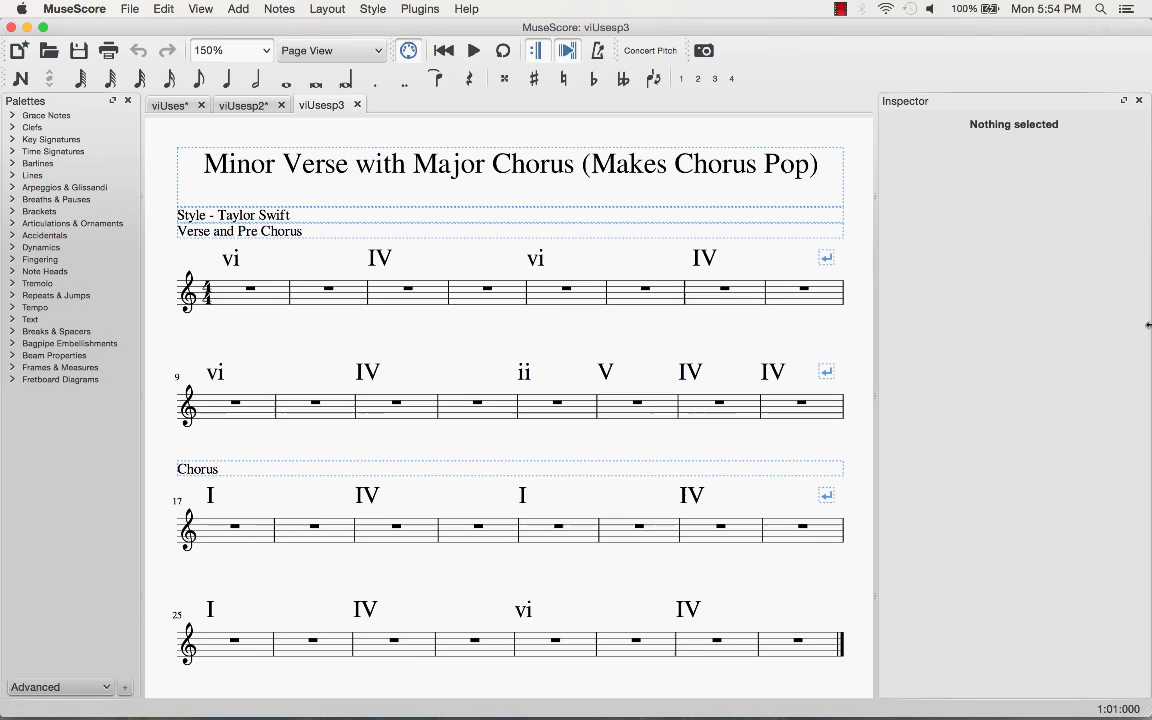 MuseScore File Edit View Add Notes Layout Style Plugins Help 100% Mon 5:54 PM
MuseScore: viUsesp3
150% Page View Concert Pitch
1 2 3 4
Palettes
viUses* viUsesp2* viUsesp3
Inspector
Nothing selected
Grace Notes
Clefs
Key Signatures
Time Signatures
Barlines
Lines
Arpeggios & Glissandi
Breaths & Pauses
Brackets
Articulations & Ornaments
Accidentals
Dynamics
Fingering
Note Heads
Tremolo
Repeats & Jumps
Tempo
Text
Breaks & Spacers
Bagpipe Embellishments
Beam Properties
Frames & Measures
Fretboard Diagrams
Advanced +
Minor Verse with Major Chorus (Makes Chorus Pop)
Style - Taylor Swift
Verse and Pre Chorus
vi IV vi IV
4
4
vi IV ii V IV IV
9
Chorus
I IV I IV
17
I IV vi IV
25
1:01:000